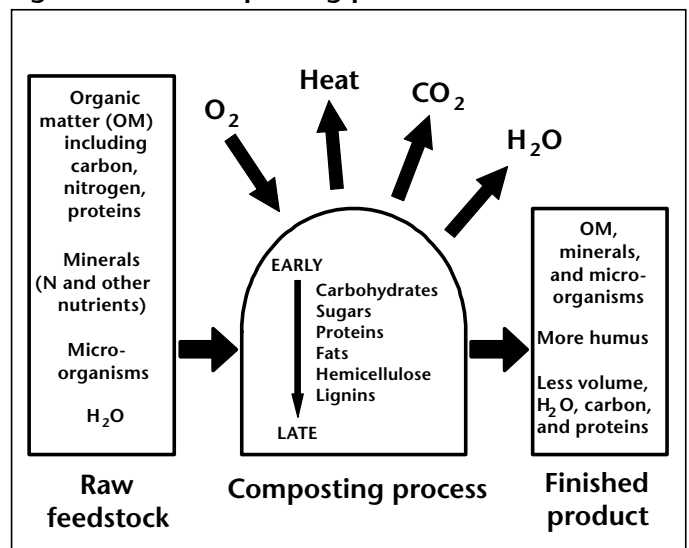 Organic
matter (OM)
including
carbon,
nitrogen,
proteins
Minerals
(N and other
nutrients)
Micro-
organisms
H₂O
Raw
feedstock
O₂
Heat
CO₂
H₂O
EARLY
Carbohydrates
Sugars
Proteins
Fats
Hemicellulose
Lignins
LATE
Composting process
OM,
minerals,
and micro-
organisms
More humus
Less volume,
H₂O, carbon,
and proteins
Finished
product